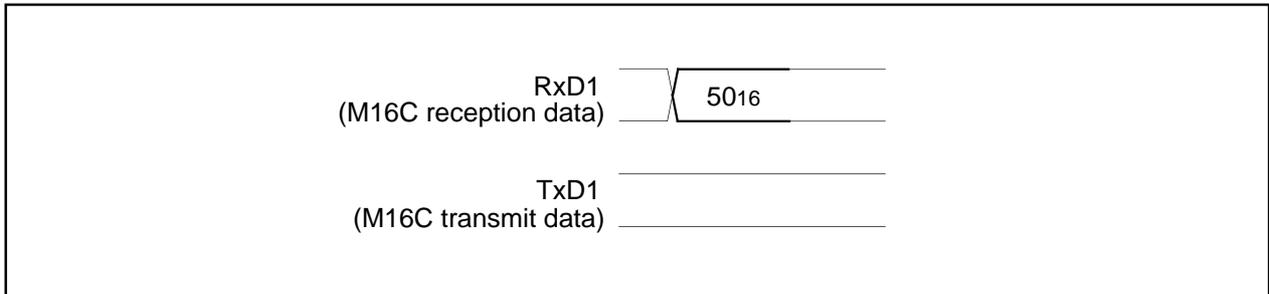 RxD1
(M16C reception data)
5016
TxD1
(M16C transmit data)